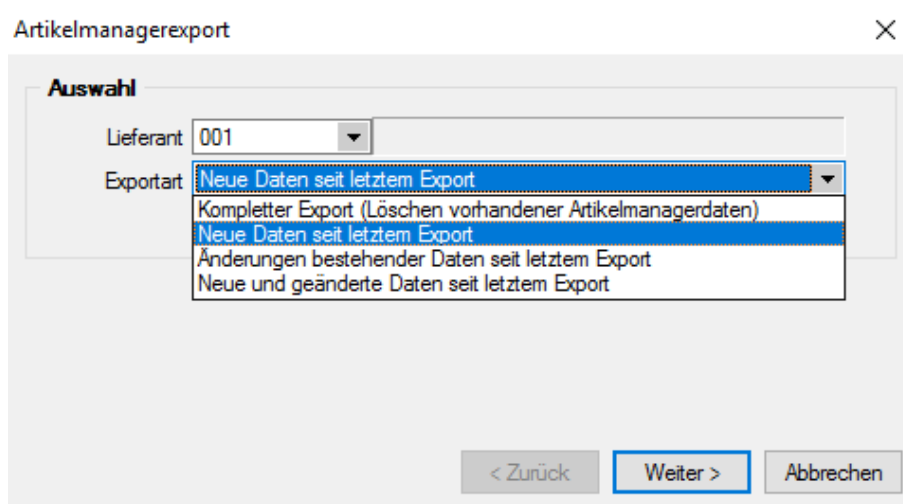 Artikelmanagerexport
Auswahl
Lieferant 001
Exportart Neue Daten seit letztem Export
Kompletter Export (Löschen vorhandener Artikelmanagerdaten)
Neue Daten seit letztem Export
Änderungen bestehender Daten seit letztem Export
Neue und geänderte Daten seit letztem Export
< Zurück Weiter > Abbrechen